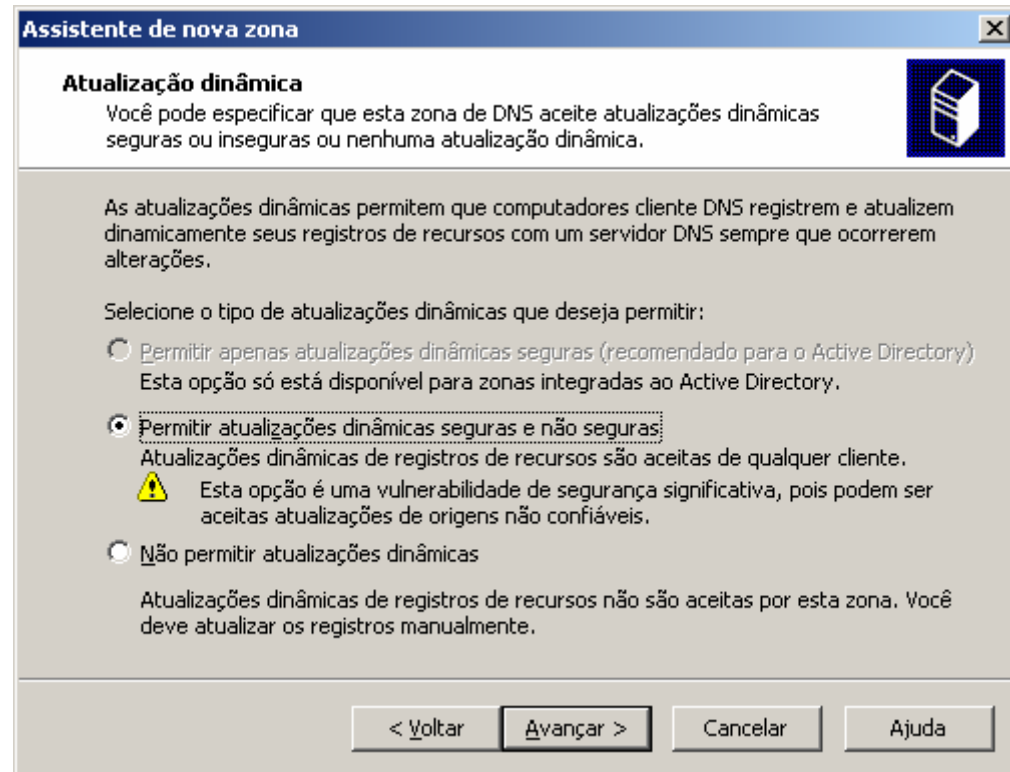 Assistente de nova zona
Atualização dinâmica
Você pode especificar que esta zona de DNS aceite atualizações dinâmicas
seguras ou inseguras ou nenhuma atualização dinâmica.
As atualizações dinâmicas permitem que computadores cliente DNS registrem e atualizem
dinamicamente seus registros de recursos com um servidor DNS sempre que ocorrerem
alterações.
Selecione o tipo de atualizações dinâmicas que deseja permitir:
Permitir apenas atualizações dinâmicas seguras (recomendado para o Active Directory)
Esta opção só está disponível para zonas integradas ao Active Directory.
Permitir atualizações dinâmicas seguras e não seguras
Atualizações dinâmicas de registros de recursos são aceitas de qualquer cliente.
Esta opção é uma vulnerabilidade de segurança significativa, pois podem ser
aceitas atualizações de origens não confiáveis.
Não permitir atualizações dinâmicas
Atualizações dinâmicas de registros de recursos não são aceitas por esta zona. Você
deve atualizar os registros manualmente.
< Voltar Avançar > Cancelar Ajuda